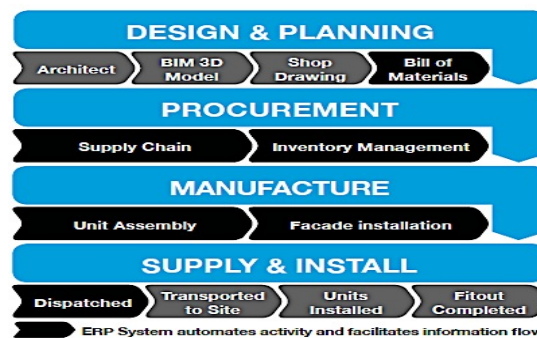 DESIGN & PLANNING
Architect
BIM 3D
Model
Shop
Drawing
Bill of
Materials
PROCUREMENT
Supply Chain
Inventory Management
MANUFACTURE
Unit Assembly
Facade installation
SUPPLY & INSTALL
Dispatched
Transported
to Site
Units
Installed
Fitout
Completed
ERP System automates activity and facilitates information flow